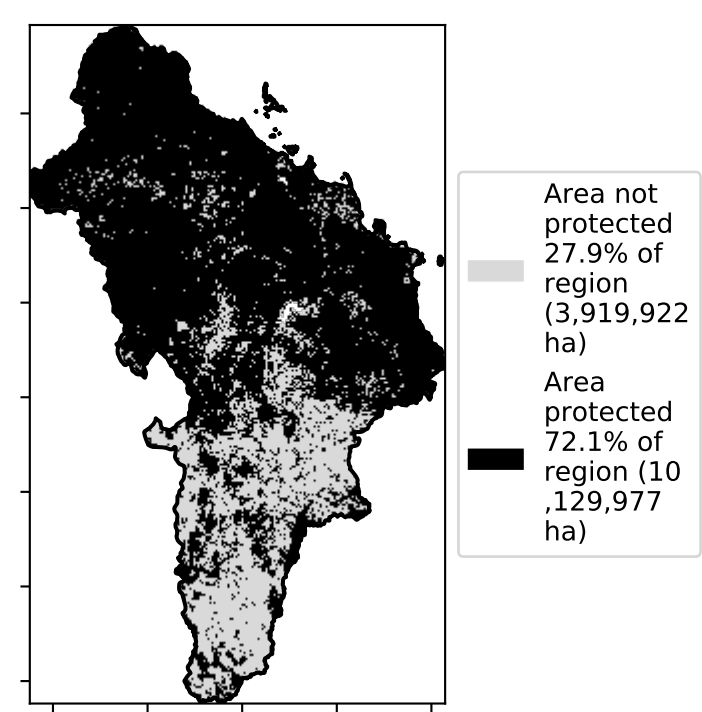 Area not
protected
27.9% of
region
(3,919,922
ha)
Area
protected
72.1% of
region (10
,129,977
ha)